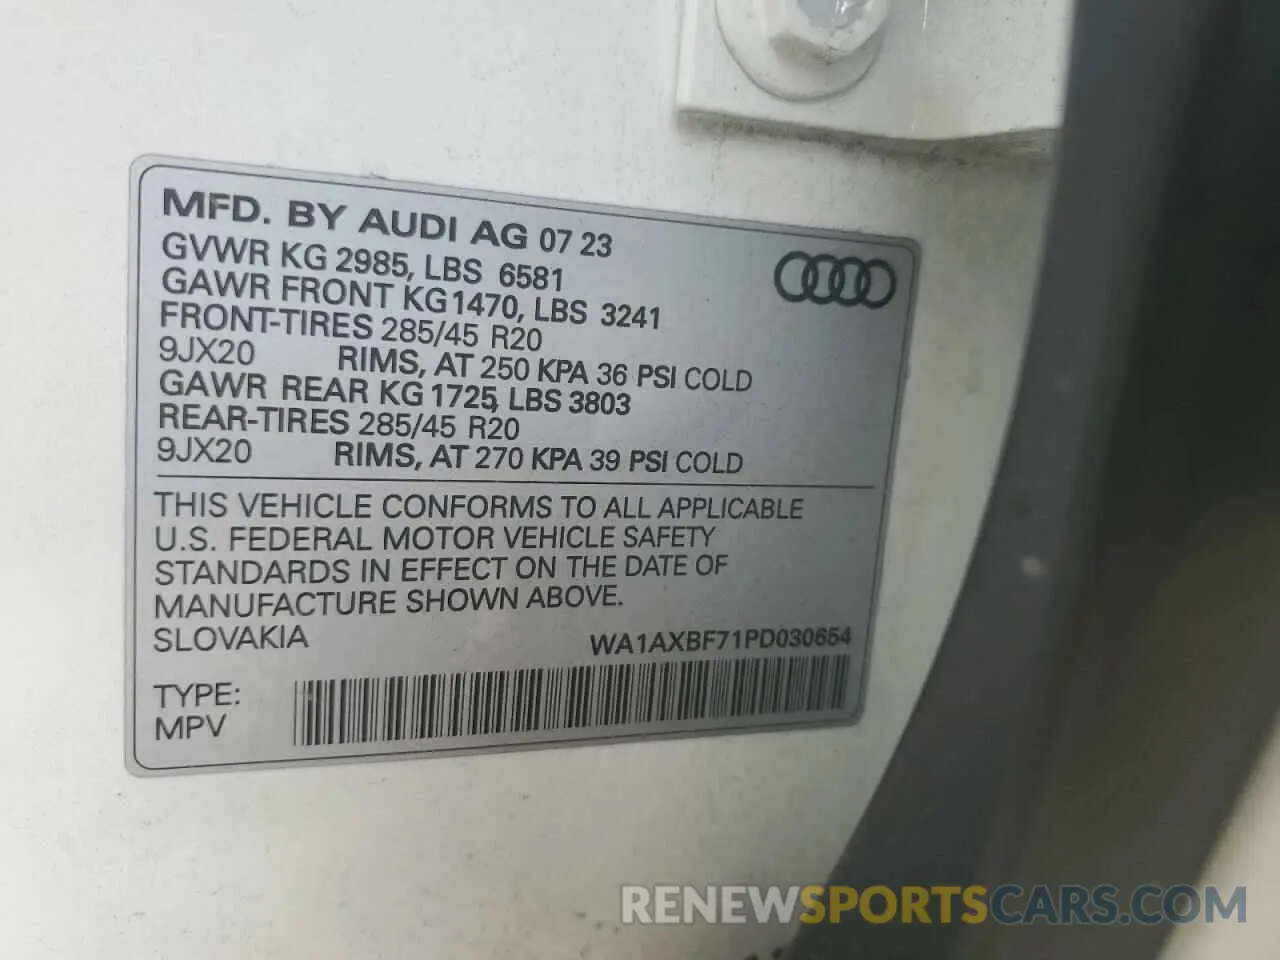 MFD. BY AUDI AG 07 23
GVWR KG 2985, LBS 6581
GAWR FRONT KG 1470, LBS 3241
FRONT-TIRES 285/45 R20
9JX20 RIMS, AT 250 KPA 36 PSI COLD
GAWR REAR KG 1725, LBS 3803
REAR-TIRES 285/45 R20
9JX20 RIMS, AT 270 KPA 39 PSI COLD
THIS VEHICLE CONFORMS TO ALL APPLICABLE
U.S. FEDERAL MOTOR VEHICLE SAFETY
STANDARDS IN EFFECT ON THE DATE OF
MANUFACTURE SHOWN ABOVE.
SLOVAKIA WA1AXBF71PD030654
TYPE:
MPV
RENEWSPORTSCARS.COM